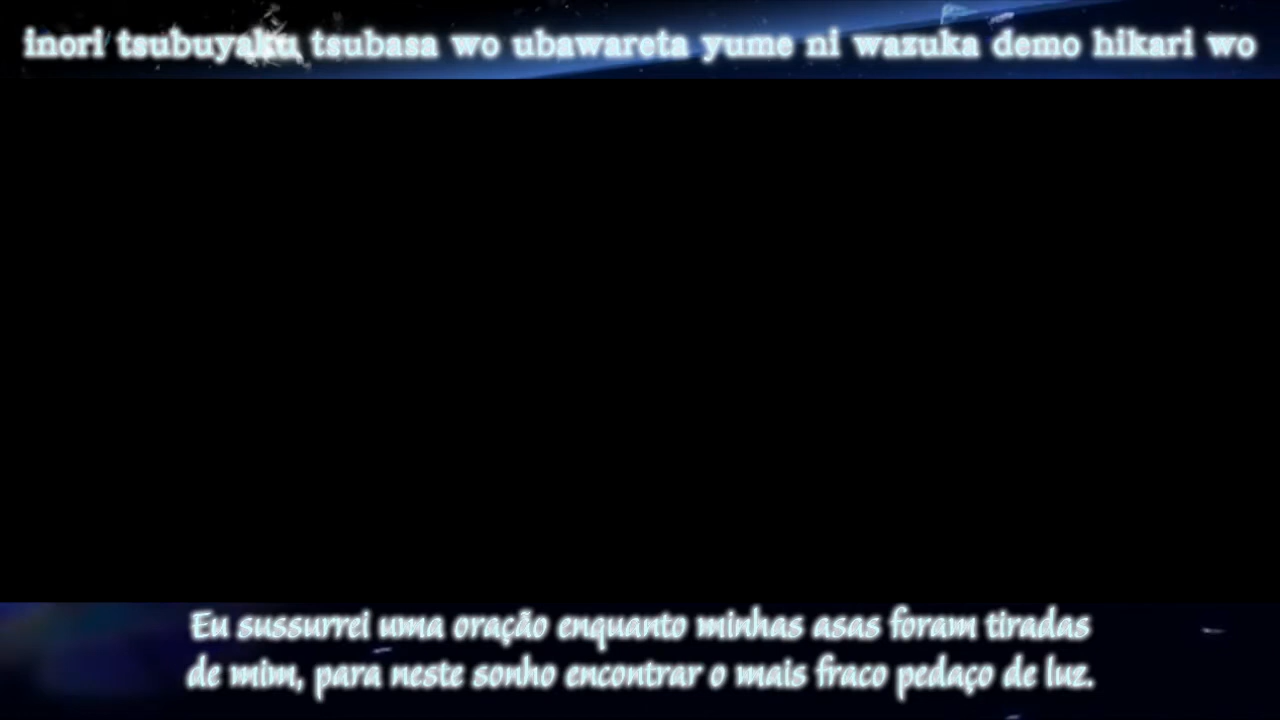 inori tsubuyaku tsubasa wo ubawareta yume ni wazuka demo hikari wo
Eu sussurrei uma oração enquanto minhas asas foram tiradas
de mim, para neste sonho encontrar o mais fraco pedaço de luz.